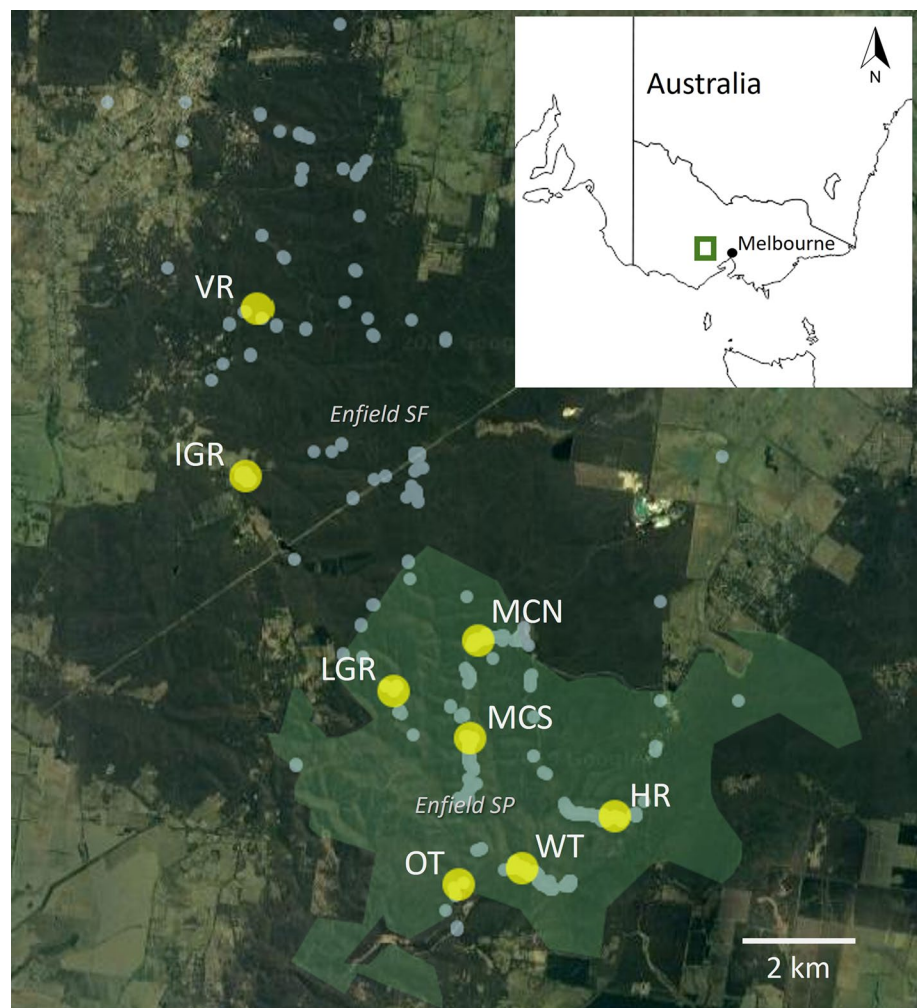 Australia
N
Melbourne
VR
Enfield SF
IGR
MCN
LGR
MCS
Enfield SP
HR
WT
OT
2 km